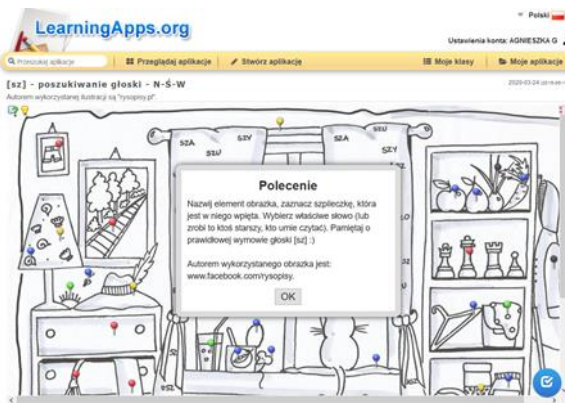 Polski
LearningApps.org
Ustawienia konta: AGNIESZKA G
Przeszukaj aplikacje
Przeglądaj aplikacje
Stwórz aplikację
Moje klasy
Moje aplikacje
[sz] - poszukiwanie głoski - N-Ś-W
2020-03-24
Autorem wykorzystanej ilustracji są "rysopisy.pl".
SZA
SZU
SZY
SZA
SZU
SZY
Polecenie
Nazwij element obrazka, zaznacz szpileczkę, która
jest w niego wpięta. Wybierz właściwe słowo (lub
zrobi to ktoś starszy, kto umie czytać). Pamiętaj o
prawidłowej wymowie głoski [sz] :)
Autorem wykorzystanego obrazka jest:
www.facebook.com/rysopisy.
OK